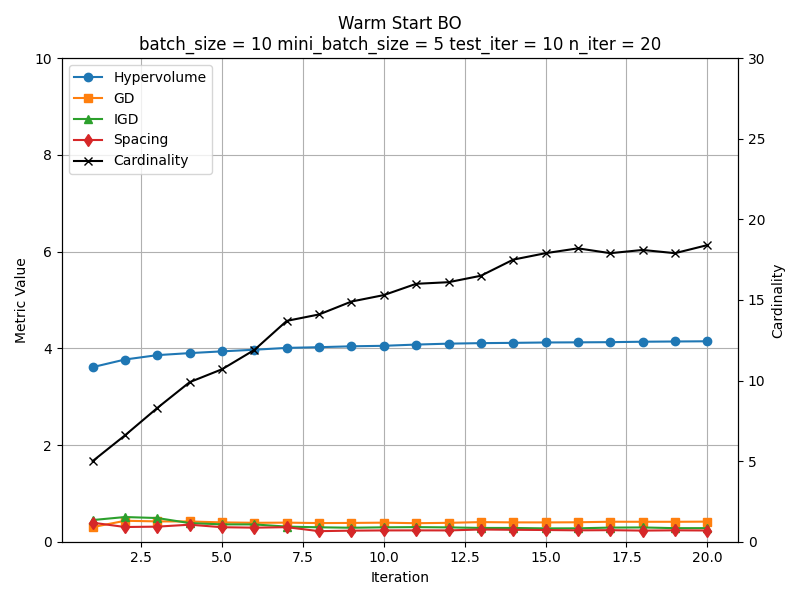 Warm Start BO
batch_size = 10 mini_batch_size = 5 test_iter = 10 n_iter = 20
Hypervolume
GD
IGD
Spacing
Cardinality
Metric Value
10
8
6
4
2
0
30
25
20
15
10
5
0
Cardinality
2.5 5.0 7.5 10.0 12.5 15.0 17.5 20.0
Iteration